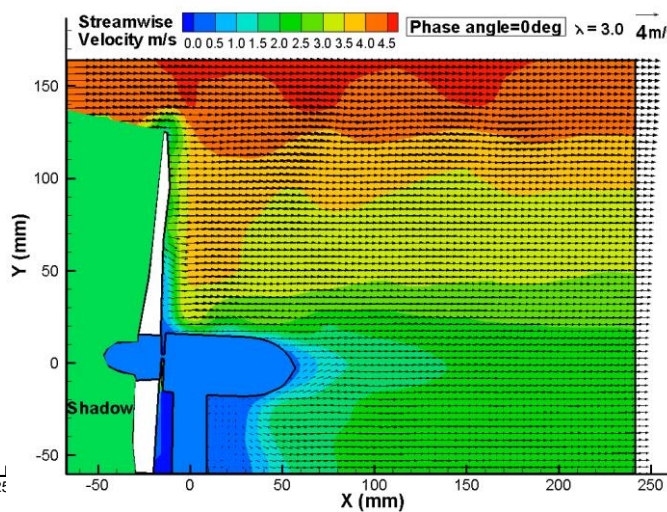 Streamwise
Velocity m/s
0.0 0.5 1.0 1.5 2.0 2.5 3.0 3.5 4.0 4.5
Phase angle=0deg
λ = 3.0
4m/
Y (mm)
150
100
50
0
-50
Shadow
-50 0 50 100 150 200 250
X (mm)